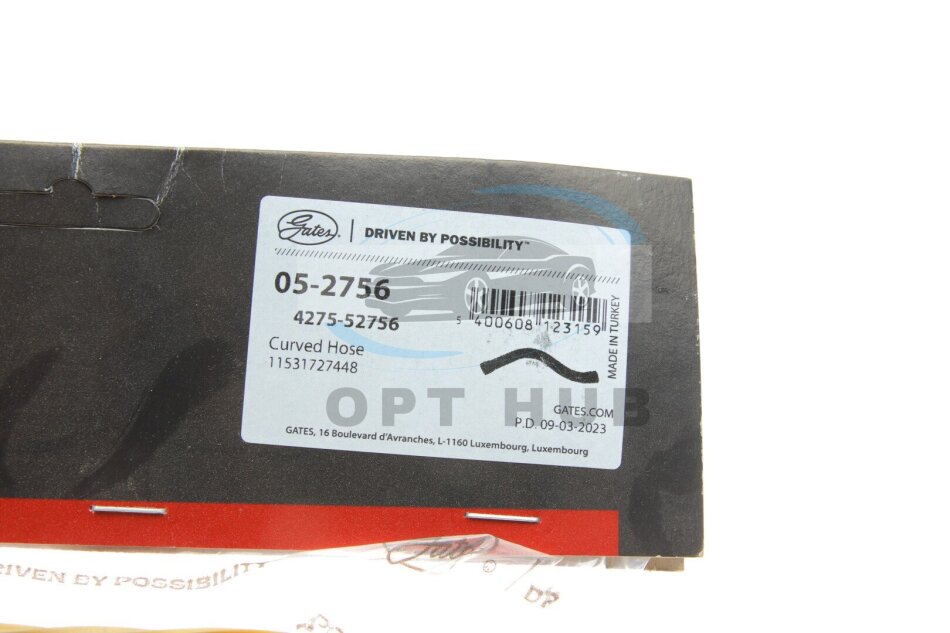 Gates® | DRIVEN BY POSSIBILITY™
05-2756
4275-52756
5 400608 123159
MADE IN TURKEY
Curved Hose
11531727448
OPT HUB
GATES.COM
P.D. 09-03-2023
GATES, 16 Boulevard d'Avranches, L-1160 Luxembourg, Luxembourg
Gates®
DRIVEN BY POSSIBILITY